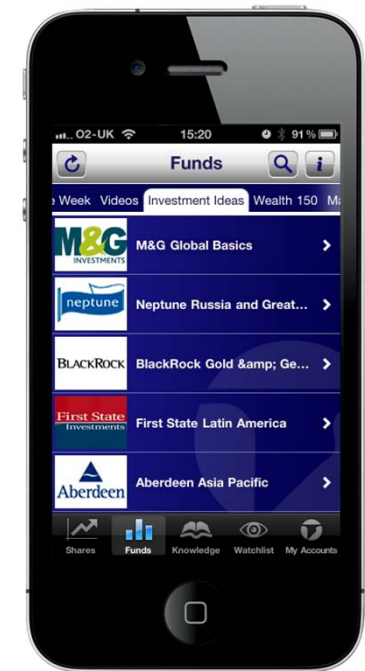 O2-UK 15:20 91%
Funds
e Week Videos Investment Ideas Wealth 150 Ma
M&G
INVESTMENTS
M&G Global Basics
neptune
Neptune Russia and Great...
BLACKROCK
BlackRock Gold &amp; Ge...
First State
Investments
First State Latin America
Aberdeen
Aberdeen Asia Pacific
Shares Funds Knowledge Watchlist My Accounts